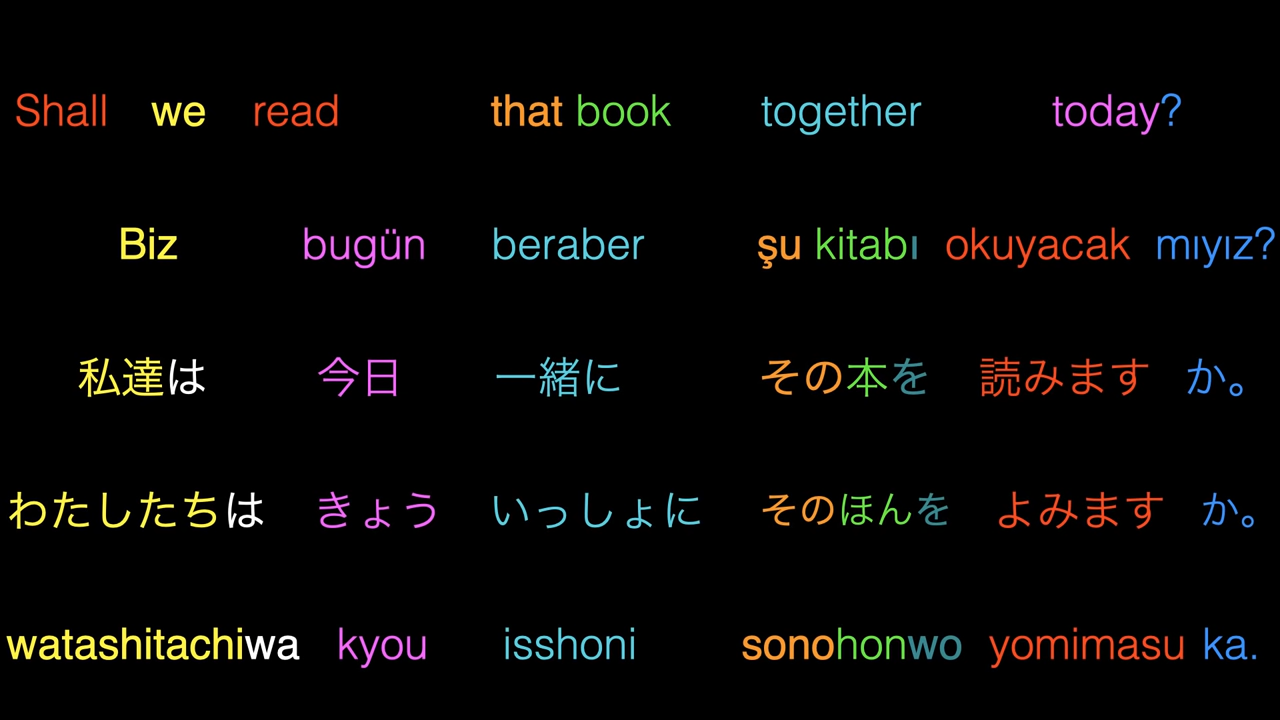 Shall we read that book together today?
Biz bugün beraber şu kitabı okuyacak mıyız?
私達は 今日 一緒に その本を 読みます か。
わたしたちは きょう いっしょに そのほんを よみます か。
watashitachiwa kyou isshoni sonohonwo yomimasu ka.